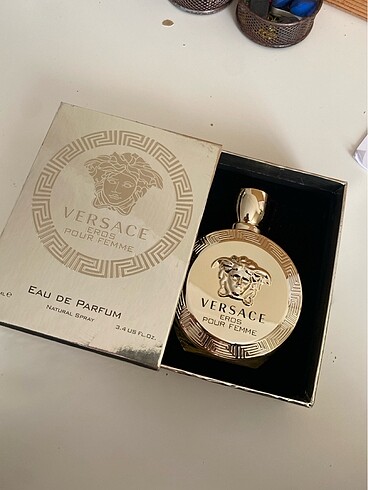 VERSACE
EROS
POUR FEMME
EAU DE PARFUM
NATURAL SPRAY
3.4 US FL.OZ.
VERSACE
EROS
POUR FEMME